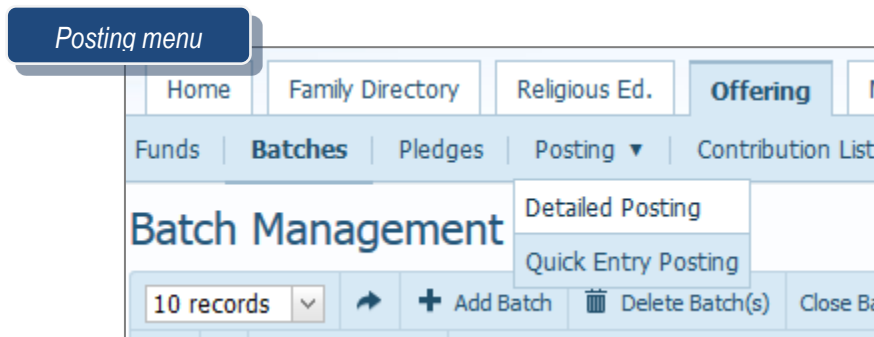 Posting menu
Home Family Directory Religious Ed. Offering
Funds Batches Pledges Posting ▼ Contribution List
Detailed Posting
Batch Management
Quick Entry Posting
10 records Add Batch Delete Batch(s) Close